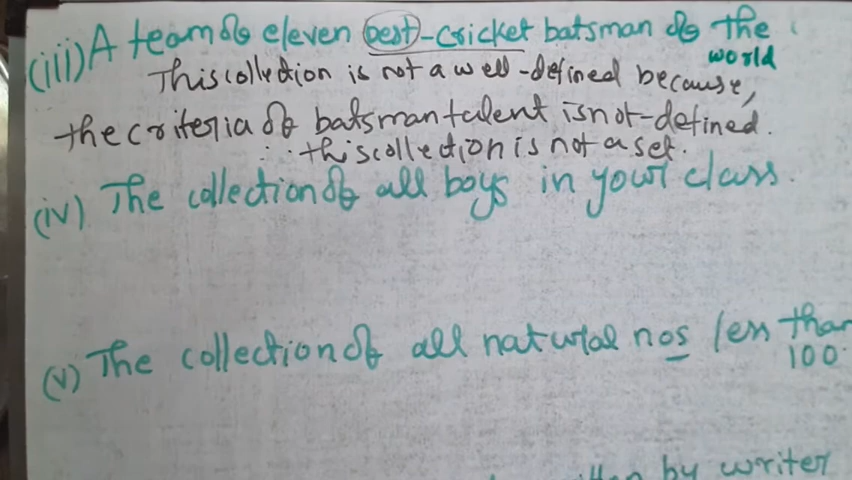 (iii) A team of eleven best-cricket batsman of the
world
This collection is not a well-defined because,
the criteria of batsman talent is not-defined.
∴ this collection is not a set.
(iv) The collection of all boys in your class.
(v) The collection of all natural nos less than
100.
by writer